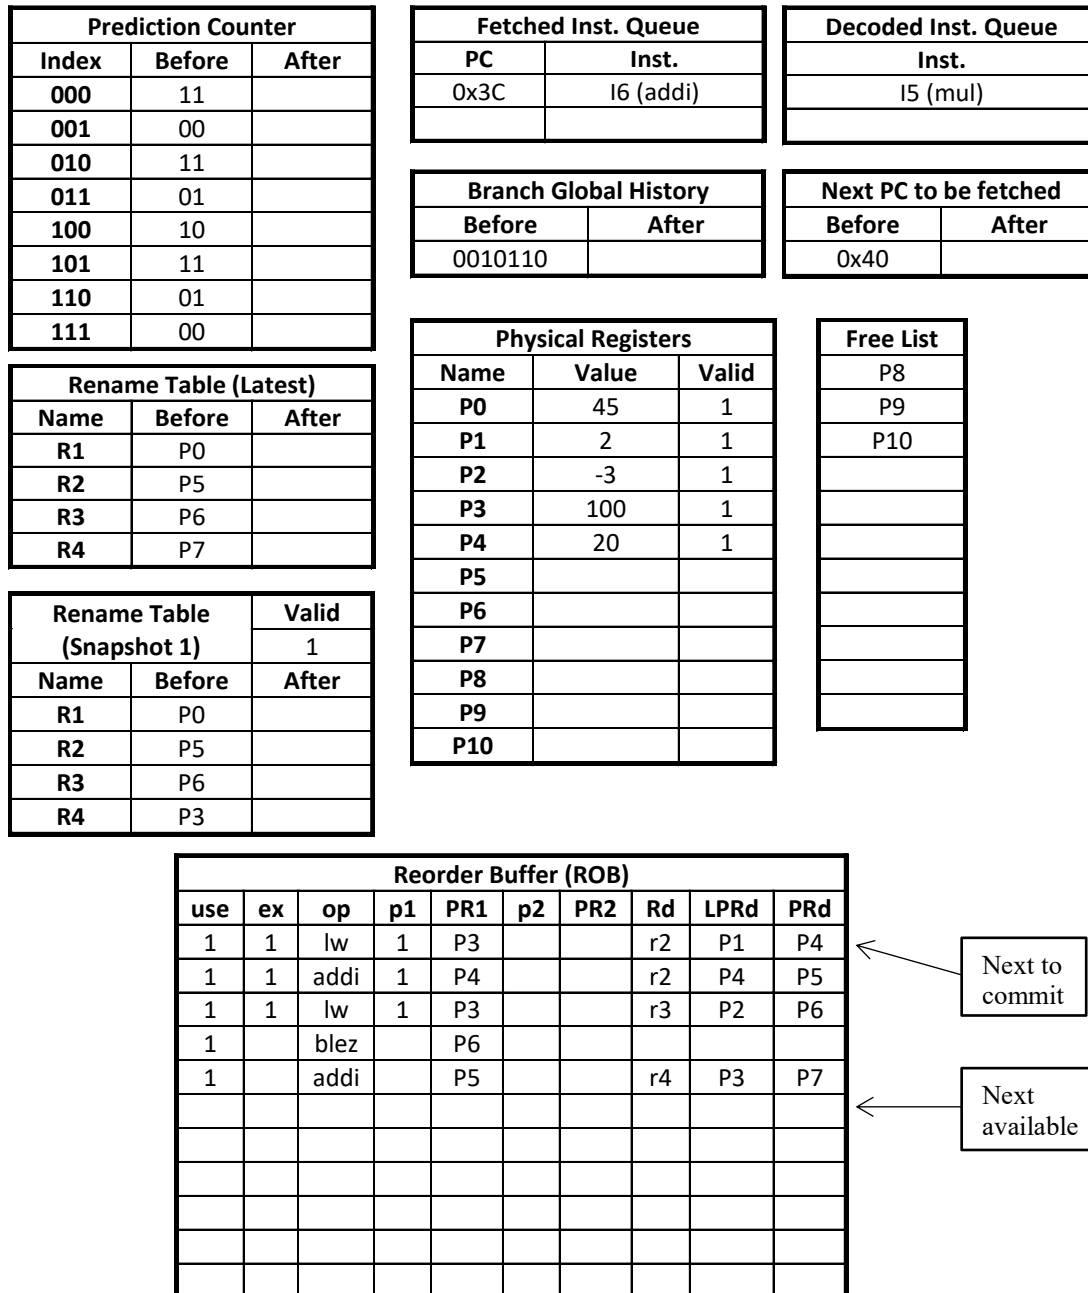 Prediction Counter
Index Before After
000 11
001 00
010 11
011 01
100 10
101 11
110 01
111 00
Fetched Inst. Queue
PC Inst.
0x3C I6 (addi)
Decoded Inst. Queue
Inst.
I5 (mul)
Branch Global History
Before After
0010110
Next PC to be fetched
Before After
0x40
Rename Table (Latest)
Name Before After
R1 P0
R2 P5
R3 P6
R4 P7
Physical Registers
Name Value Valid
P0 45 1
P1 2 1
P2 -3 1
P3 100 1
P4 20 1
P5
P6
P7
P8
P9
P10
Free List
P8
P9
P10
Rename Table Valid
(Snapshot 1) 1
Name Before After
R1 P0
R2 P5
R3 P6
R4 P3
Reorder Buffer (ROB)
use ex op p1 PR1 p2 PR2 Rd LPRd PRd
1 1 lw 1 P3 r2 P1 P4
1 1 addi 1 P4 r2 P4 P5
1 1 lw 1 P3 r3 P2 P6
1 blez P6
1 addi P5 r4 P3 P7
Next to
commit
Next
available